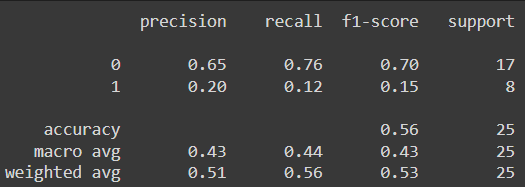 precision recall f1-score support
0 0.65 0.76 0.70 17
1 0.20 0.12 0.15 8
accuracy 0.56 25
macro avg 0.43 0.44 0.43 25
weighted avg 0.51 0.56 0.53 25